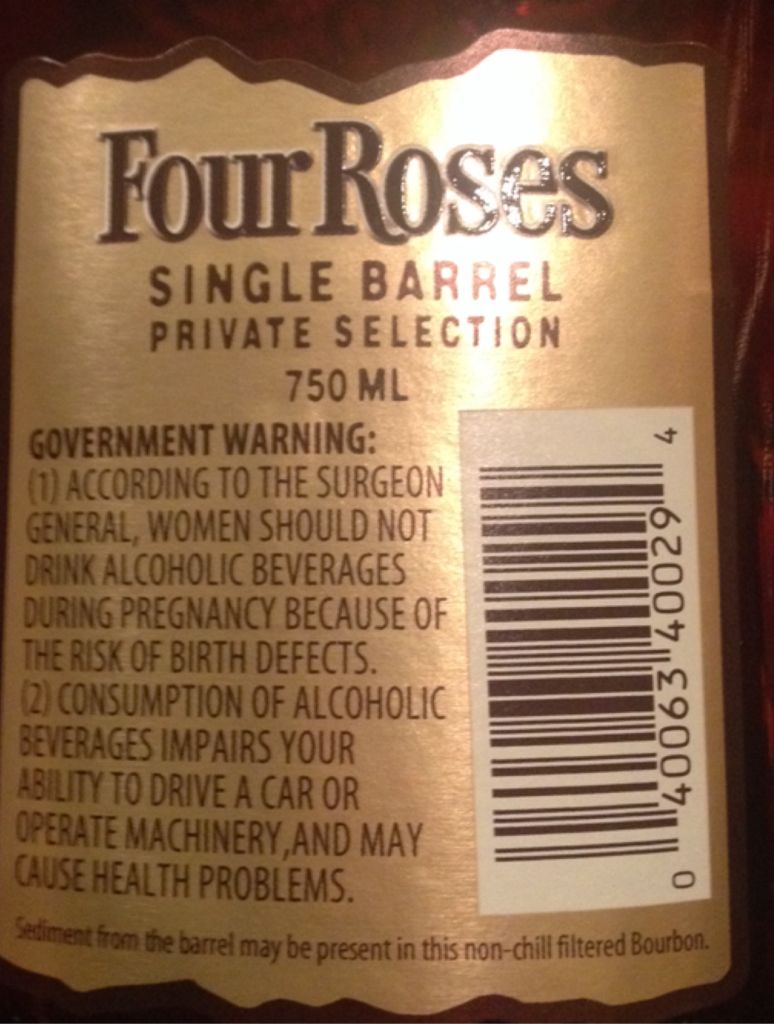 Four Roses
SINGLE BARREL
PRIVATE SELECTION
750 ML
GOVERNMENT WARNING:
(1) ACCORDING TO THE SURGEON
GENERAL, WOMEN SHOULD NOT
DRINK ALCOHOLIC BEVERAGES
DURING PREGNANCY BECAUSE OF
THE RISK OF BIRTH DEFECTS.
(2) CONSUMPTION OF ALCOHOLIC
BEVERAGES IMPAIRS YOUR
ABILITY TO DRIVE A CAR OR
OPERATE MACHINERY,AND MAY
CAUSE HEALTH PROBLEMS.
0 40063 40029 4
Sediment from the barrel may be present in this non-chill filtered Bourbon.